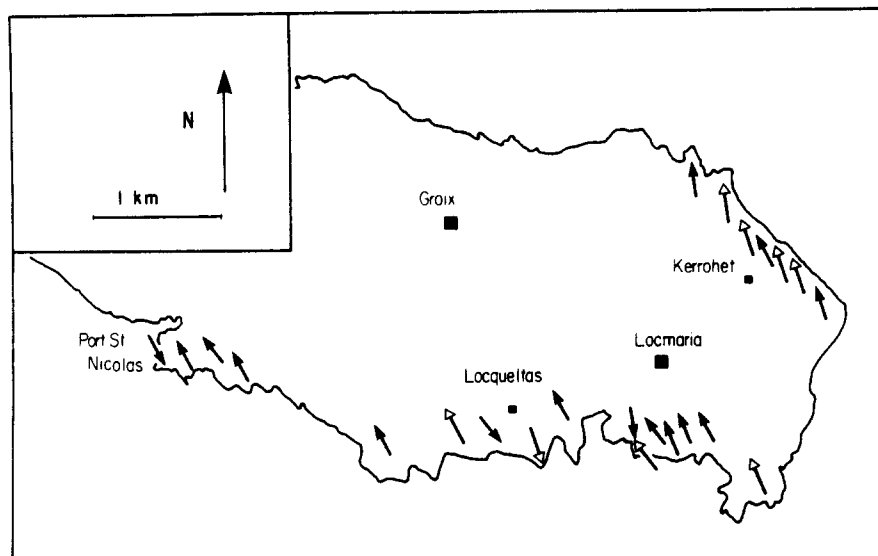 N
1 km
Groix
Kerrohet
Port St
Nicolas
Locmaria
Locqueltas